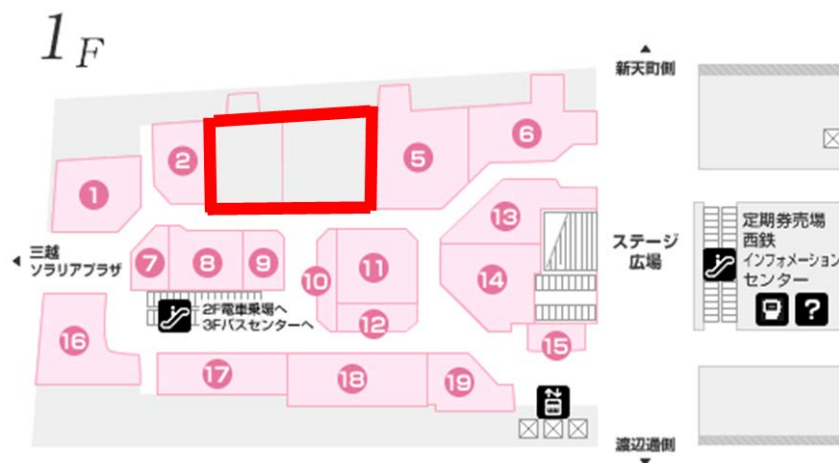 1F
新天町側
6
2
5
1
13
定期券売場
西鉄
インフォメーション
センター
ステージ
広場
三越
ソラリアプラザ
7
8
9
10
11
14
12
2F電車乗場へ
3Fバスセンターへ
?
16
15
17
18
19
渡辺通側